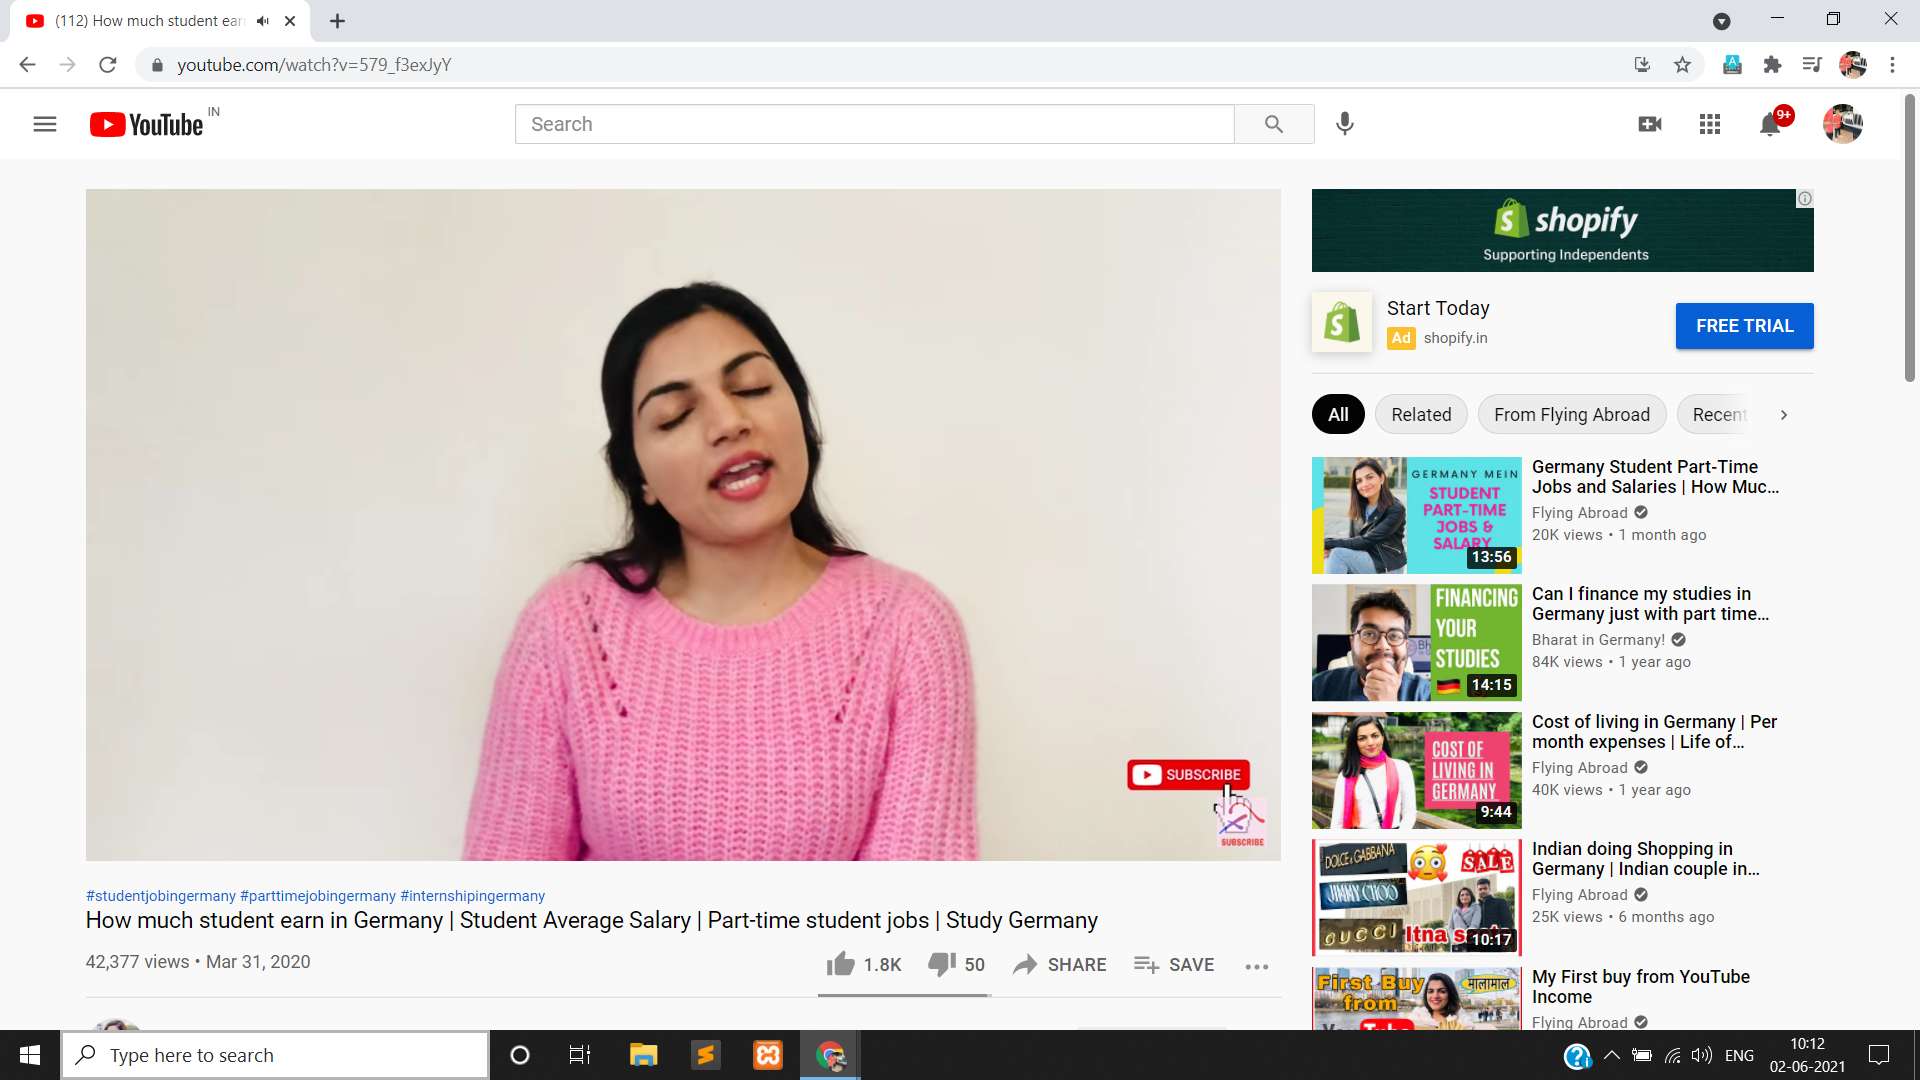 (112) How much student earn
youtube.com/watch?v=579_f3exJyY
YouTube IN
Search
9+
shopify
Supporting Independents
Start Today
Ad shopify.in
FREE TRIAL
All Related From Flying Abroad Recent
GERMANY MEIN
STUDENT
PART-TIME
JOBS &
SALARY
13:56
Germany Student Part-Time
Jobs and Salaries | How Muc...
Flying Abroad
20K views • 1 month ago
FINANCING
YOUR
STUDIES
14:15
Can I finance my studies in
Germany just with part time...
Bharat in Germany!
84K views • 1 year ago
COST OF
LIVING IN
GERMANY
9:44
Cost of living in Germany | Per
month expenses | Life of...
Flying Abroad
40K views • 1 year ago
DOLCE & GABBANA
SALE
JIMMY CHOO
GUCCI
Itna
10:17
Indian doing Shopping in
Germany | Indian couple in...
Flying Abroad
25K views • 6 months ago
First Buy
from
मालामाल
My First buy from YouTube
Income
Flying Abroad
SUBSCRIBE
SUBSCRIBE
#studentjobingermany #parttimejobingermany #internshipingermany
How much student earn in Germany | Student Average Salary | Part-time student jobs | Study Germany
42,377 views • Mar 31, 2020
1.8K 50 SHARE SAVE
Type here to search
ENG
10:12
02-06-2021